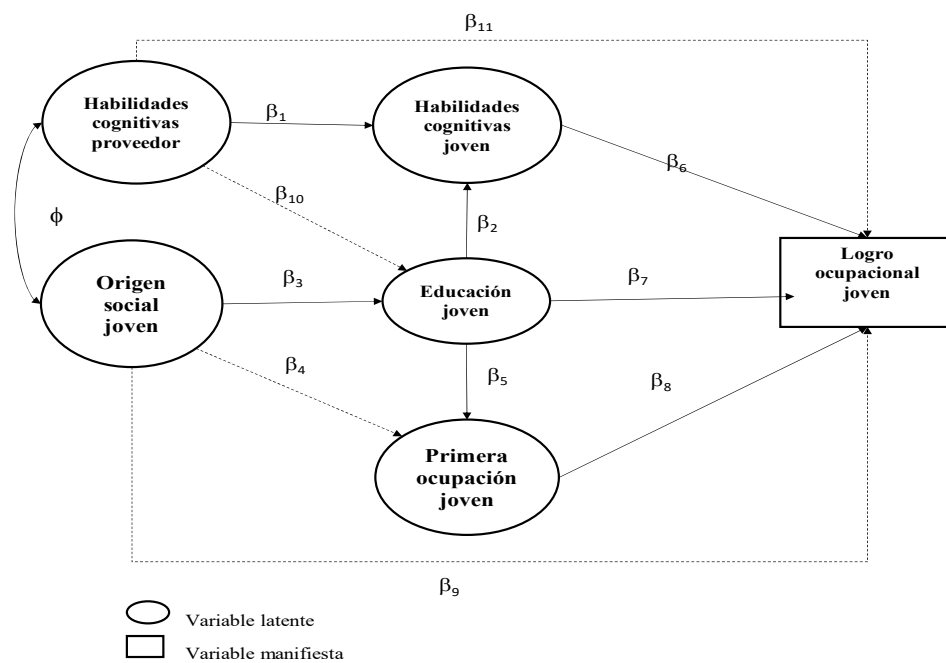 β11
Habilidades
cognitivas
proveedor
β1
Habilidades
cognitivas
joven
β6
β10
ϕ
β2
Origen
social
joven
β3
Educación
joven
β7
Logro
ocupacional
joven
β4
β5
β8
Primera
ocupación
joven
β9
Variable latente
Variable manifiesta